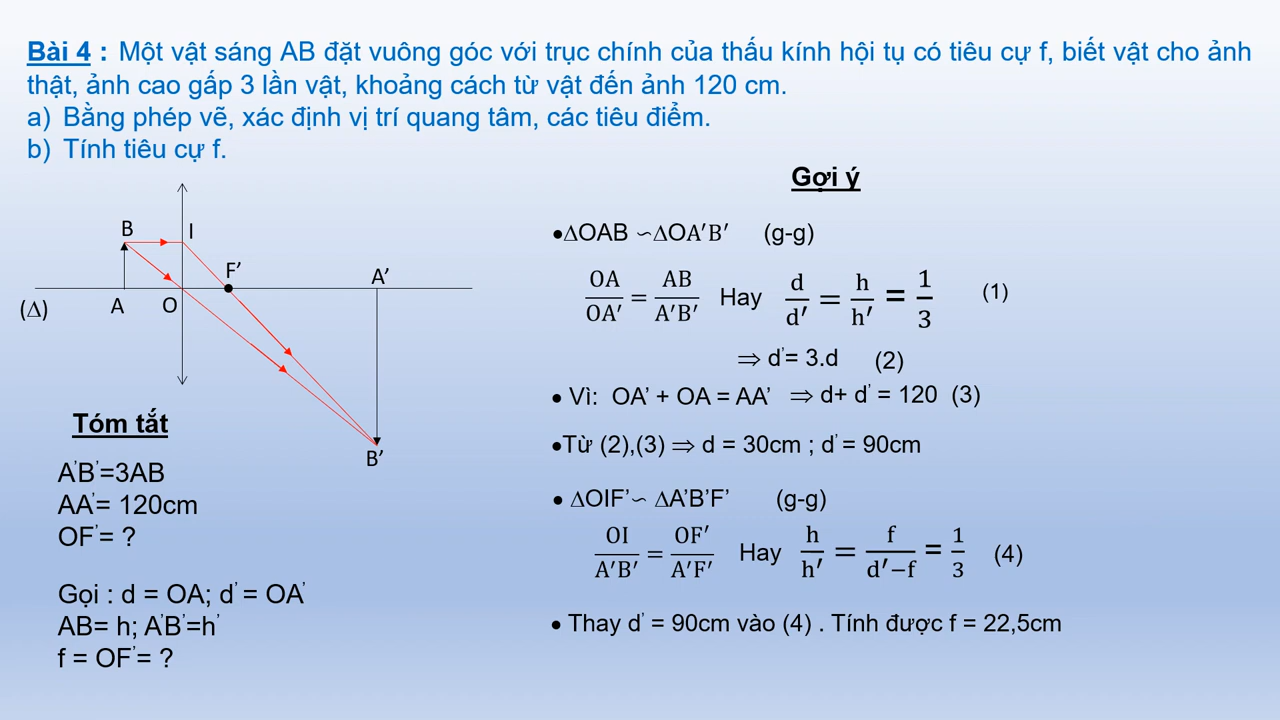 Bài 4 : Một vật sáng AB đặt vuông góc với trục chính của thấu kính hội tụ có tiêu cự f, biết vật cho ảnh
thật, ảnh cao gấp 3 lần vật, khoảng cách từ vật đến ảnh 120 cm.
a) Bằng phép vẽ, xác định vị trí quang tâm, các tiêu điểm.
b) Tính tiêu cự f.
B I
F’ A’
(∆) A O
B’
Tóm tắt
A’B’=3AB
AA’= 120cm
OF’= ?
Gọi : d = OA; d’ = OA’
AB= h; A’B’=h’
f = OF’= ?
Gợi ý
•∆OAB ∽∆OA′B′ (g-g)
OA/OA′ = AB/A′B′ Hay d/d′ = h/h′ = 1/3 (1)
⇒ d’= 3.d (2)
• Vì: OA’ + OA = AA’ ⇒ d+ d’ = 120 (3)
•Từ (2),(3) ⇒ d = 30cm ; d’ = 90cm
• ∆OIF’∽ ∆A’B’F’ (g-g)
OI/A′B′ = OF′/A′F′ Hay h/h′ = f/d′−f = 1/3 (4)
• Thay d’ = 90cm vào (4) . Tính được f = 22,5cm